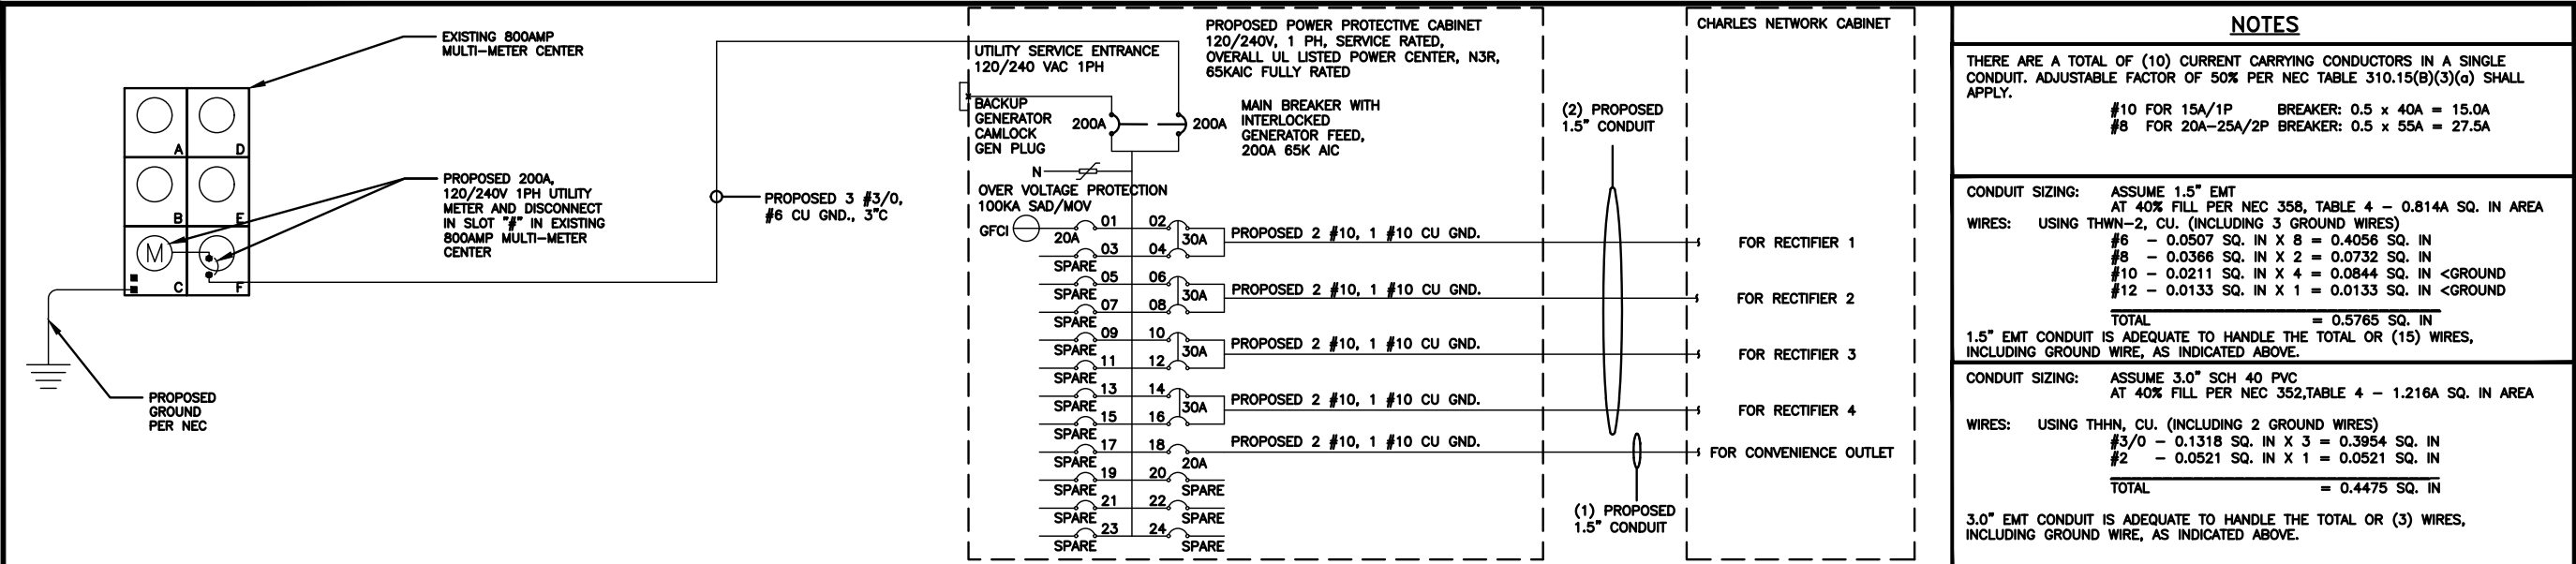 EXISTING 800AMP
MULTI-METER CENTER
A
D
B
E
M
C
F
PROPOSED 200A,
120/240V 1PH UTILITY
METER AND DISCONNECT
IN SLOT "#" IN EXISTING
800AMP MULTI-METER
CENTER
PROPOSED
GROUND
PER NEC
PROPOSED 3 #3/0,
#6 CU GND., 3"C
UTILITY SERVICE ENTRANCE
120/240 VAC 1PH
PROPOSED POWER PROTECTIVE CABINET
120/240V, 1 PH, SERVICE RATED,
OVERALL UL LISTED POWER CENTER, N3R,
65KAIC FULLY RATED
BACKUP
GENERATOR
CAMLOCK
GEN PLUG
200A
200A
MAIN BREAKER WITH
INTERLOCKED
GENERATOR FEED,
200A 65K AIC
N
OVER VOLTAGE PROTECTION
100KA SAD/MOV
GFCI
20A
01
02
30A
03
04
SPARE
PROPOSED 2 #10, 1 #10 CU GND.
FOR RECTIFIER 1
05
06
SPARE
30A
07
08
SPARE
PROPOSED 2 #10, 1 #10 CU GND.
FOR RECTIFIER 2
09
10
SPARE
30A
11
12
SPARE
PROPOSED 2 #10, 1 #10 CU GND.
FOR RECTIFIER 3
13
14
SPARE
30A
15
16
SPARE
PROPOSED 2 #10, 1 #10 CU GND.
FOR RECTIFIER 4
17
18
SPARE
20A
PROPOSED 2 #10, 1 #10 CU GND.
FOR CONVENIENCE OUTLET
19
20
SPARE
SPARE
21
22
SPARE
SPARE
23
24
SPARE
SPARE
(2) PROPOSED
1.5" CONDUIT
(1) PROPOSED
1.5" CONDUIT
CHARLES NETWORK CABINET
NOTES
THERE ARE A TOTAL OF (10) CURRENT CARRYING CONDUCTORS IN A SINGLE
CONDUIT. ADJUSTABLE FACTOR OF 50% PER NEC TABLE 310.15(B)(3)(a) SHALL
APPLY.
#10 FOR 15A/1P BREAKER: 0.5 x 40A = 15.0A
#8 FOR 20A-25A/2P BREAKER: 0.5 x 55A = 27.5A
CONDUIT SIZING: ASSUME 1.5" EMT
AT 40% FILL PER NEC 358, TABLE 4 - 0.814A SQ. IN AREA
WIRES: USING THWN-2, CU. (INCLUDING 3 GROUND WIRES)
#6 - 0.0507 SQ. IN X 8 = 0.4056 SQ. IN
#8 - 0.0366 SQ. IN X 2 = 0.0732 SQ. IN
#10 - 0.0211 SQ. IN X 4 = 0.0844 SQ. IN <GROUND
#12 - 0.0133 SQ. IN X 1 = 0.0133 SQ. IN <GROUND
TOTAL = 0.5765 SQ. IN
1.5" EMT CONDUIT IS ADEQUATE TO HANDLE THE TOTAL OR (15) WIRES,
INCLUDING GROUND WIRE, AS INDICATED ABOVE.
CONDUIT SIZING: ASSUME 3.0" SCH 40 PVC
AT 40% FILL PER NEC 352,TABLE 4 - 1.216A SQ. IN AREA
WIRES: USING THHN, CU. (INCLUDING 2 GROUND WIRES)
#3/0 - 0.1318 SQ. IN X 3 = 0.3954 SQ. IN
#2 - 0.0521 SQ. IN X 1 = 0.0521 SQ. IN
TOTAL = 0.4475 SQ. IN
3.0" EMT CONDUIT IS ADEQUATE TO HANDLE THE TOTAL OR (3) WIRES,
INCLUDING GROUND WIRE, AS INDICATED ABOVE.